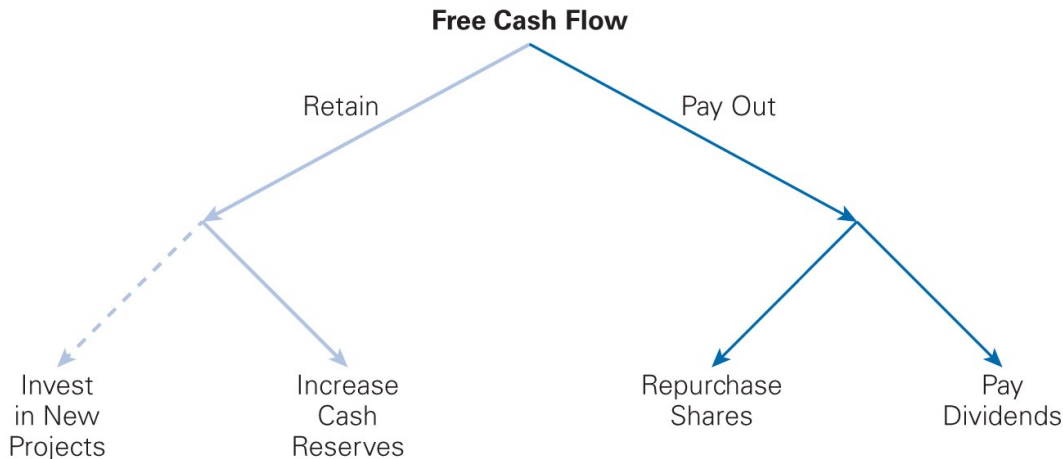 Free Cash Flow
Retain
Pay Out
Invest
in New
Projects
Increase
Cash
Reserves
Repurchase
Shares
Pay
Dividends